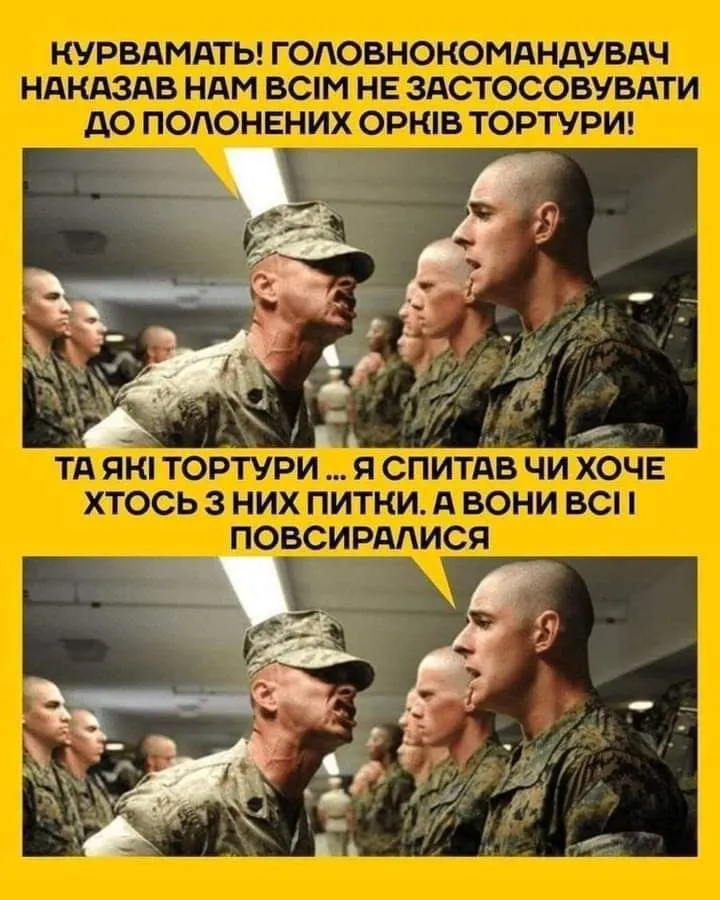 КУРВАМАТЬ! ГОЛОВНОКОМАНДУВАЧ
НАКАЗАВ НАМ ВСІМ НЕ ЗАСТОСОВУВАТИ
ДО ПОЛОНЕНИХ ОРКІВ ТОРТУРИ!
ТА ЯКІ ТОРТУРИ ... Я СПИТАВ ЧИ ХОЧЕ
ХТОСЬ З НИХ ПИТКИ. А ВОНИ ВСІ І
ПОВСИРАЛИСЯ